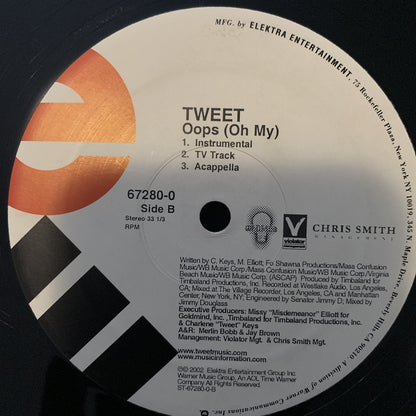 MFG. by ELEKTRA ENTERTAINMENT, 75 Rockefeller Plaza, New York NY 10019, 345 N. Maple Drive, Beverly Hills, CA 90210 A division of Warner Communications
TWEET
Oops (Oh My)
1. Instrumental
2. TV Track
3. Acappella
67280-0
Side B
Stereo 33 1/3
RPM
V
violator
CHRIS SMITH
MANAGEMENT
Written by C. Keys, M. Elliott; Fo Shawna Productions/Mass Confusion
Music/WB Music Corp./Mass Confusion Music/WB Music Corp./Virginia
Beach Music/WB Music Corp. (ASCAP) Produced by Timbaland for
Timbaland Productions, Inc. Recorded at Westlake Audio, Los Angeles,
CA; Mixed at The Village Recorder, Los Angeles, CA and Manhattan
Center, New York, NY; Engineered by Senator Jimmy D; Mixed by
Jimmy Douglass
Executive Producers: Missy "Misdemeanor" Elliott for
Goldmind, Inc., Timbaland for Timbaland Productions, Inc.
& Charlene "Tweet" Keys
A&R: Merlin Bobb & Jay Brown
Management: Violator Mgt. & Chris Smith Mgt.
www.tweetmusic.com
www.musicinformation.com
℗© 2002 Elektra Entertainment Group Inc
Warner Music Group, An AOL Time Warner
Company All Rights Reserved
ST-67280-0-B